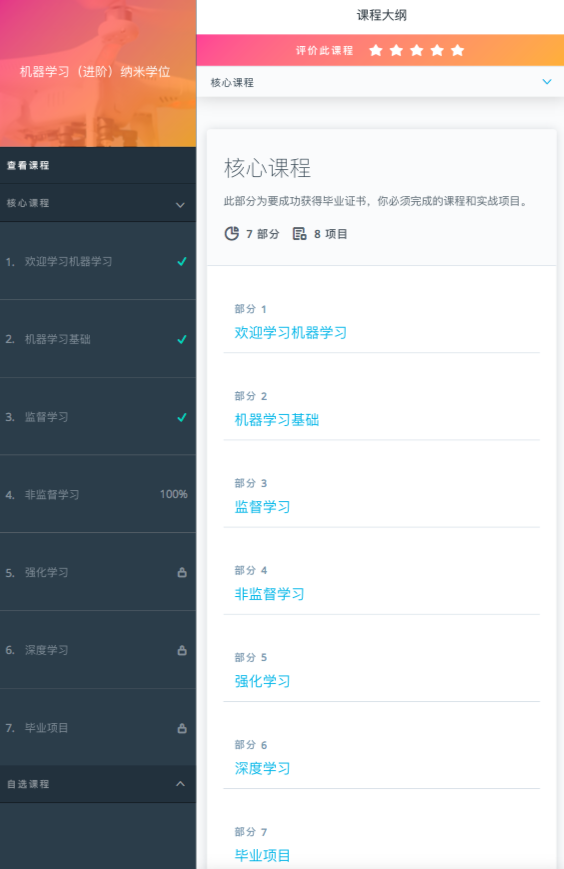 机器学习（进阶）纳米学位
查看课程
核心课程
1. 欢迎学习机器学习
2. 机器学习基础
3. 监督学习
4. 非监督学习 100%
5. 强化学习
6. 深度学习
7. 毕业项目
自选课程
课程大纲
评价此课程
核心课程
核心课程
此部分为要成功获得毕业证书，你必须完成的课程和实战项目。
7 部分 8 项目
部分 1
欢迎学习机器学习
部分 2
机器学习基础
部分 3
监督学习
部分 4
非监督学习
部分 5
强化学习
部分 6
深度学习
部分 7
毕业项目